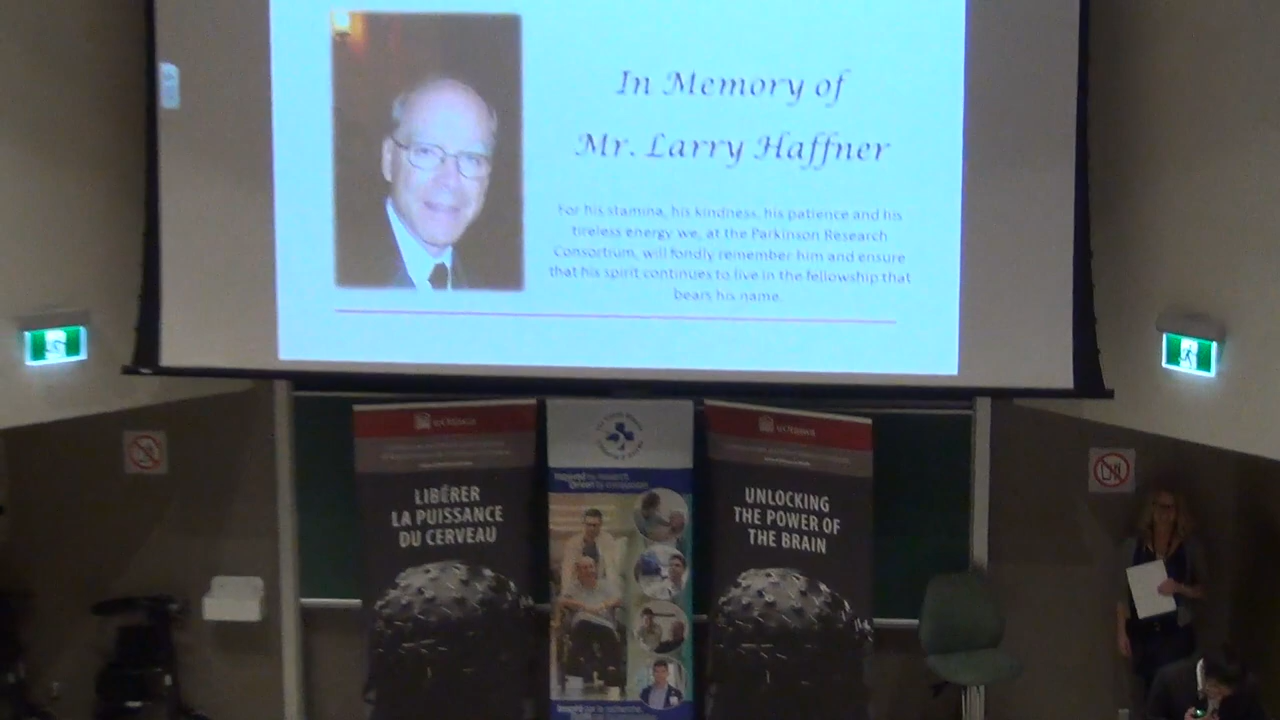 In Memory of
Mr. Larry Haffner
For his stamina, his kindness, his patience and his
tireless energy we, at the Parkinson Research
Consortium, will fondly remember him and ensure
that his spirit continues to live in the fellowship that
bears his name.
uOttawa
LIBÉRER
LA PUISSANCE
DU CERVEAU
uOttawa
UNLOCKING
THE POWER OF
THE BRAIN